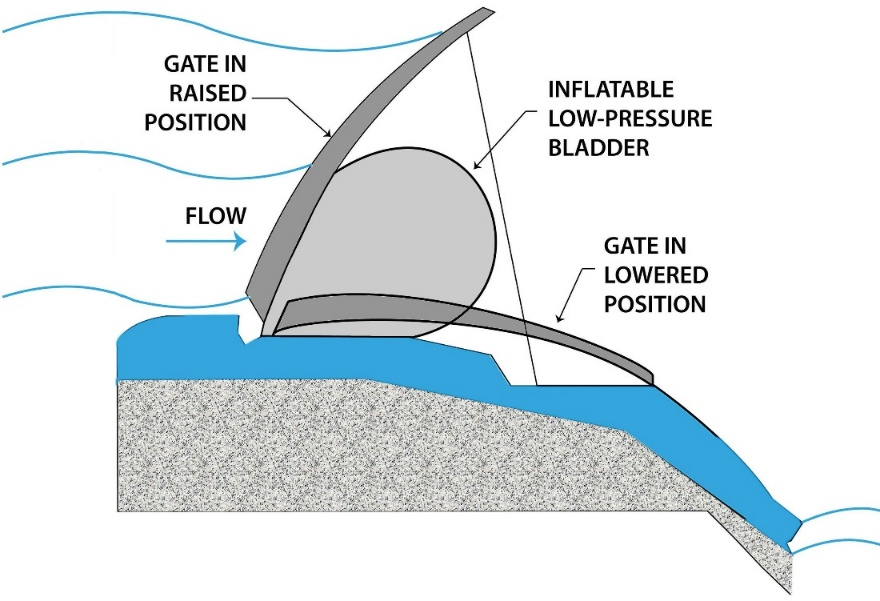 GATE IN
RAISED
POSITION
INFLATABLE
LOW-PRESSURE
BLADDER
FLOW
GATE IN
LOWERED
POSITION